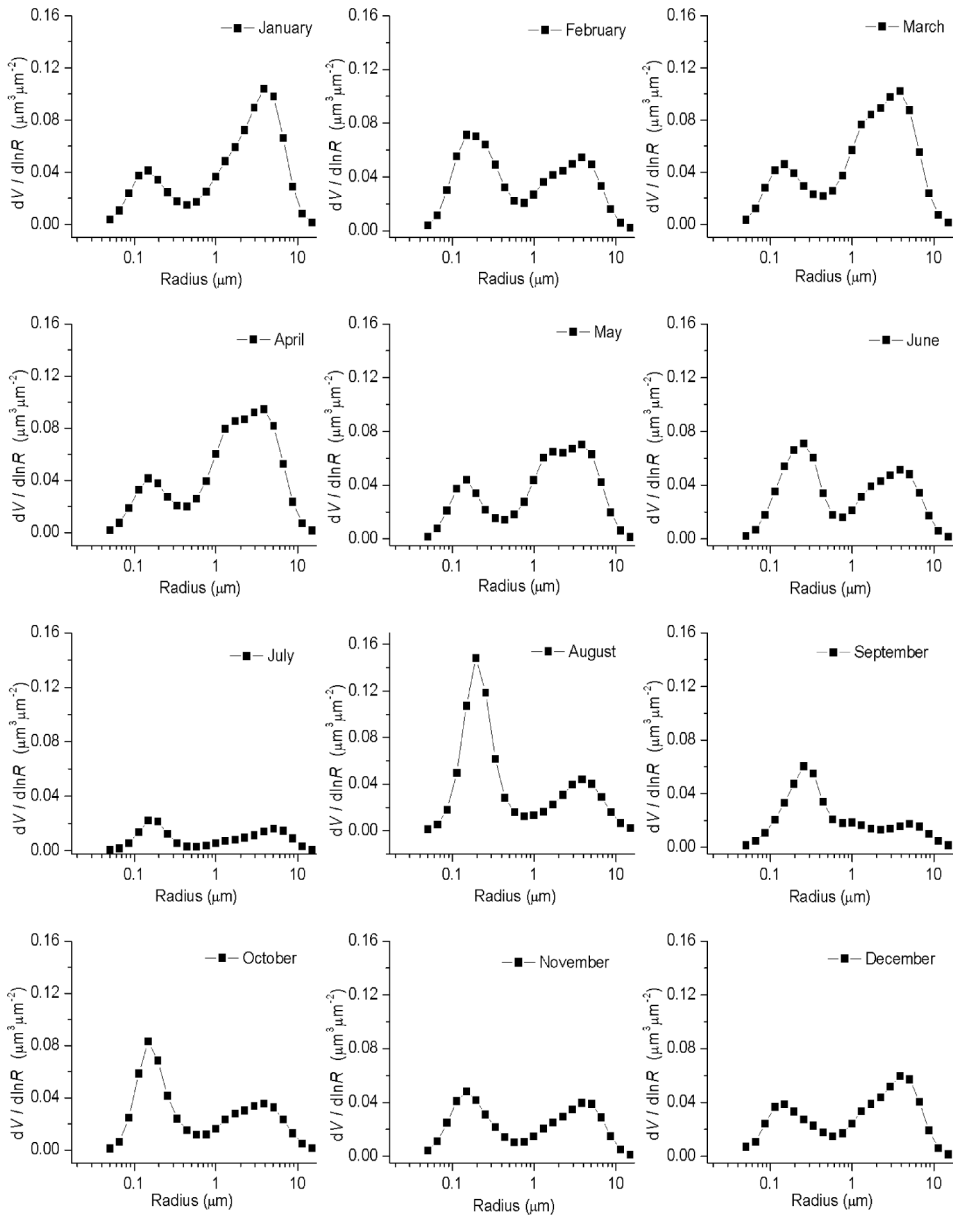 January
dV / dlnR (μm³μm⁻²)
0.16
0.12
0.08
0.04
0.00
0.1 1 10
Radius (μm)
February
dV / dlnR (μm³μm⁻²)
0.16
0.12
0.08
0.04
0.00
0.1 1 10
Radius (μm)
March
dV / dlnR (μm³μm⁻²)
0.16
0.12
0.08
0.04
0.00
0.1 1 10
Radius (μm)
April
dV / dlnR (μm³μm⁻²)
0.16
0.12
0.08
0.04
0.00
0.1 1 10
Radius (μm)
May
dV / dlnR (μm³μm⁻²)
0.16
0.12
0.08
0.04
0.00
0.1 1 10
Radius (μm)
June
dV / dlnR (μm³μm⁻²)
0.16
0.12
0.08
0.04
0.00
0.1 1 10
Radius (μm)
July
dV / dlnR (μm³μm⁻²)
0.16
0.12
0.08
0.04
0.00
0.1 1 10
Radius (μm)
August
dV / dlnR (μm³μm⁻²)
0.16
0.12
0.08
0.04
0.00
0.1 1 10
Radius (μm)
September
dV / dlnR (μm³μm⁻²)
0.16
0.12
0.08
0.04
0.00
0.1 1 10
Radius (μm)
October
dV / dlnR (μm³μm⁻²)
0.16
0.12
0.08
0.04
0.00
0.1 1 10
Radius (μm)
November
dV / dlnR (μm³μm⁻²)
0.16
0.12
0.08
0.04
0.00
0.1 1 10
Radius (μm)
December
dV / dlnR (μm³μm⁻²)
0.16
0.12
0.08
0.04
0.00
0.1 1 10
Radius (μm)